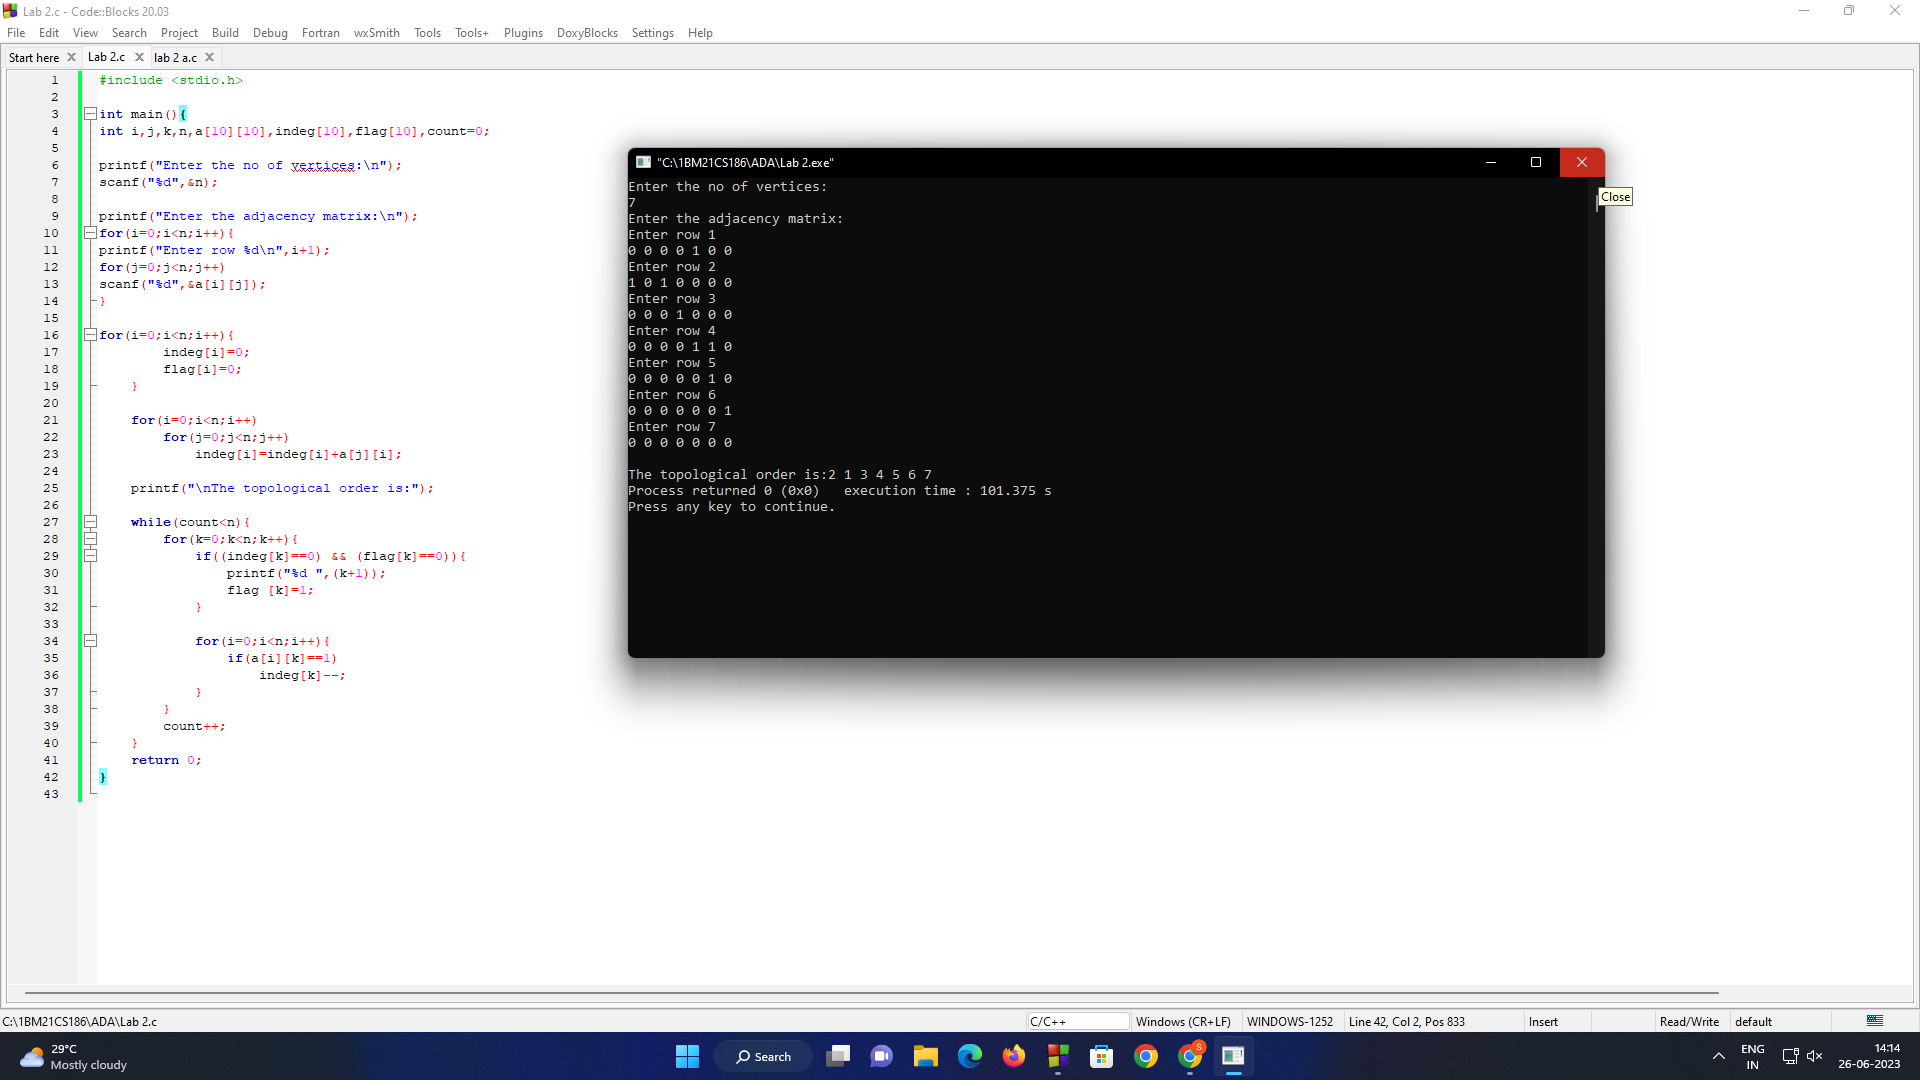 Lab 2.c - Code::Blocks 20.03
File Edit View Search Project Build Debug Fortran wxSmith Tools Tools+ Plugins DoxyBlocks Settings Help
Start here Lab 2.c lab 2 a.c
1 #include <stdio.h>
2
3 int main(){
4 int i,j,k,n,a[10][10],indeg[10],flag[10],count=0;
5
6 printf("Enter the no of vertices:\n");
7 scanf("%d",&n);
8
9 printf("Enter the adjacency matrix:\n");
10 for(i=0;i<n;i++){
11 printf("Enter row %d\n",i+1);
12 for(j=0;j<n;j++)
13 scanf("%d",&a[i][j]);
14 }
15
16 for(i=0;i<n;i++){
17 indeg[i]=0;
18 flag[i]=0;
19 }
20
21 for(i=0;i<n;i++)
22 for(j=0;j<n;j++)
23 indeg[i]=indeg[i]+a[j][i];
24
25 printf("\nThe topological order is:");
26
27 while(count<n){
28 for(k=0;k<n;k++){
29 if((indeg[k]==0) && (flag[k]==0)){
30 printf("%d ",(k+1));
31 flag [k]=1;
32 }
33
34 for(i=0;i<n;i++){
35 if(a[i][k]==1)
36 indeg[k]--;
37 }
38 }
39 count++;
40 }
41 return 0;
42 }
43
"C:\1BM21CS186\ADA\Lab 2.exe"
Close
Enter the no of vertices:
7
Enter the adjacency matrix:
Enter row 1
0 0 0 0 1 0 0
Enter row 2
1 0 1 0 0 0 0
Enter row 3
0 0 0 1 0 0 0
Enter row 4
0 0 0 0 1 1 0
Enter row 5
0 0 0 0 0 1 0
Enter row 6
0 0 0 0 0 0 1
Enter row 7
0 0 0 0 0 0 0
The topological order is:2 1 3 4 5 6 7
Process returned 0 (0x0) execution time : 101.375 s
Press any key to continue.
C:\1BM21CS186\ADA\Lab 2.c C/C++ Windows (CR+LF) WINDOWS-1252 Line 42, Col 2, Pos 833 Insert Read/Write default
29°C
Mostly cloudy
Search
S
ENG
IN
14:14
26-06-2023